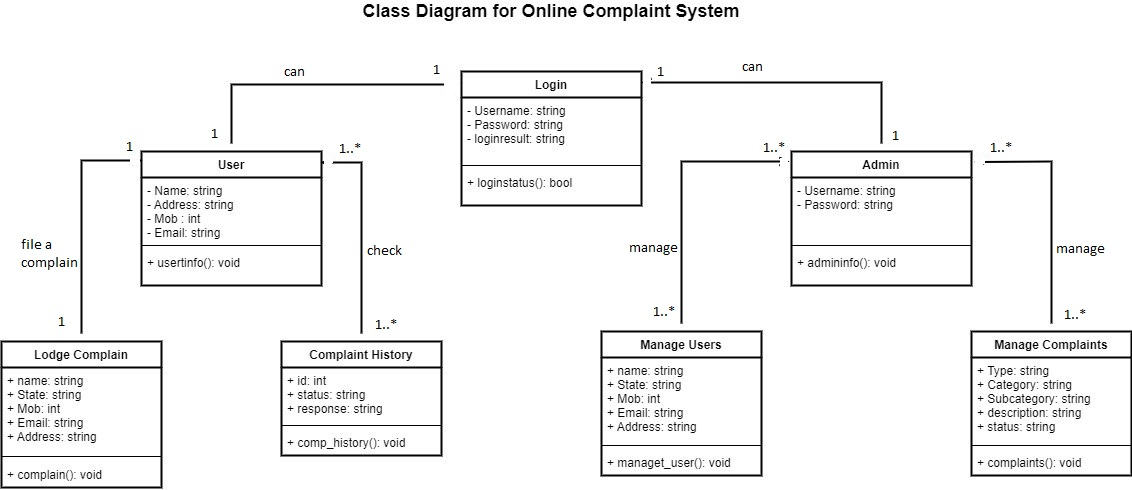 Class Diagram for Online Complaint System
can
1
1
can
1
1
Login
- Username: string
- Password: string
- loginresult: string
+ loginstatus(): bool
1
1..*
User
- Name: string
- Address: string
- Mob : int
- Email: string
+ usertinfo(): void
1..*
1..*
Admin
- Username: string
- Password: string
+ admininfo(): void
file a
complain
check
manage
manage
1
1..*
1..*
1..*
Lodge Complain
+ name: string
+ State: string
+ Mob: int
+ Email: string
+ Address: string
+ complain(): void
Complaint History
+ id: int
+ status: string
+ response: string
+ comp_history(): void
Manage Users
+ name: string
+ State: string
+ Mob: int
+ Email: string
+ Address: string
+ managet_user(): void
Manage Complaints
+ Type: string
+ Category: string
+ Subcategory: string
+ description: string
+ status: string
+ complaints(): void